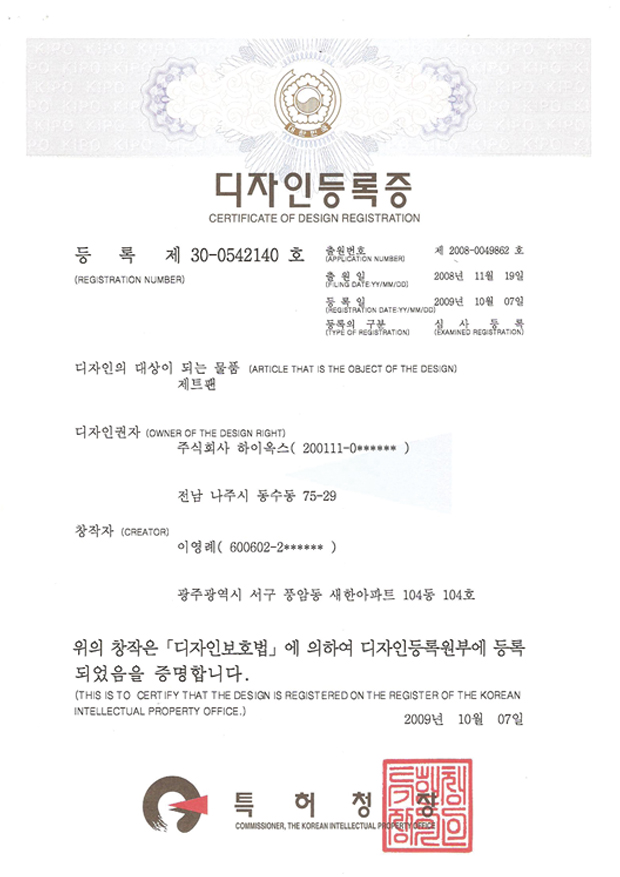 디자인등록증
CERTIFICATE OF DESIGN REGISTRATION
등 록 제 30-0542140 호
(REGISTRATION NUMBER)
출원번호 제 2008-0049862 호
(APPLICATION NUMBER)
출 원 일 2008년 11월 19일
(FILING DATE:YY/MM/DD)
등 록 일 2009년 10월 07일
(REGISTRATION DATE:YY/MM/DD)
등록의 구분 심 사 등 록
(TYPE OF REGISTRATION) (EXAMINED REGISTRATION)
디자인의 대상이 되는 물품 (ARTICLE THAT IS THE OBJECT OF THE DESIGN)
제트팬
디자인권자 (OWNER OF THE DESIGN RIGHT)
주식회사 하이옥스( 200111-0****** )
전남 나주시 동수동 75-29
창작자 (CREATOR)
이영례( 600602-2****** )
광주광역시 서구 풍암동 새한아파트 104동 104호
위의 창작은「디자인보호법」에 의하여 디자인등록원부에 등록
되었음을 증명합니다.
(THIS IS TO CERTIFY THAT THE DESIGN IS REGISTERED ON THE REGISTER OF THE KOREAN
INTELLECTUAL PROPERTY OFFICE.)
2009년 10월 07일
특 허 청 장
COMMISSIONER, THE KOREAN INTELLECTUAL PROPERTY OFFICE